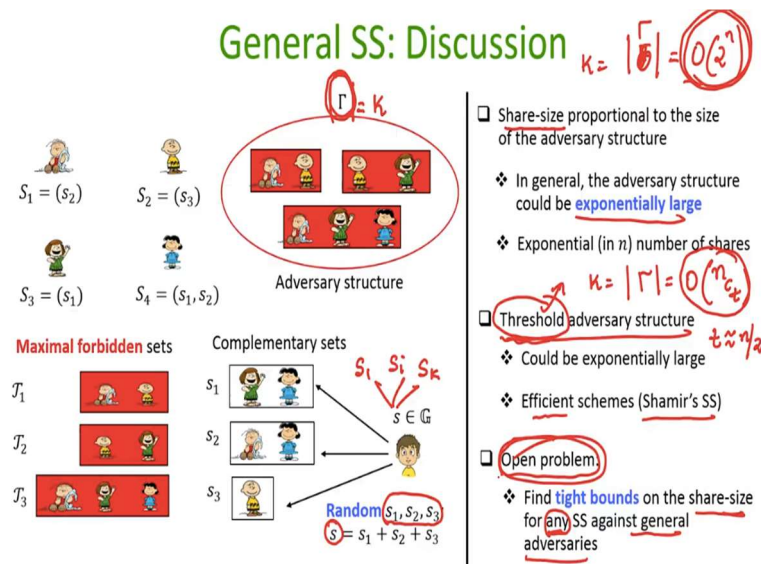 General SS: Discussion
K = |Γ| = O(2ⁿ)
Γ = K
S₁ = (s₂)
S₂ = (s₃)
S₃ = (s₁)
S₄ = (s₁, s₂)
Adversary structure
Maximal forbidden sets
𝒯₁
𝒯₂
𝒯₃
Complementary sets
s₁
s₂
s₃
S₁ Sᵢ S_K
s ∈ 𝔾
Random s₁, s₂, s₃
s = s₁ + s₂ + s₃
❑ Share-size proportional to the size
of the adversary structure
❖ In general, the adversary structure
could be exponentially large
❖ Exponential (in n) number of shares
K = |Γ| = O(ⁿC_t)
❑ Threshold adversary structure
t ≈ n/2
❖ Could be exponentially large
❖ Efficient schemes (Shamir's SS)
❑ Open problem:
❖ Find tight bounds on the share-size
for any SS against general
adversaries